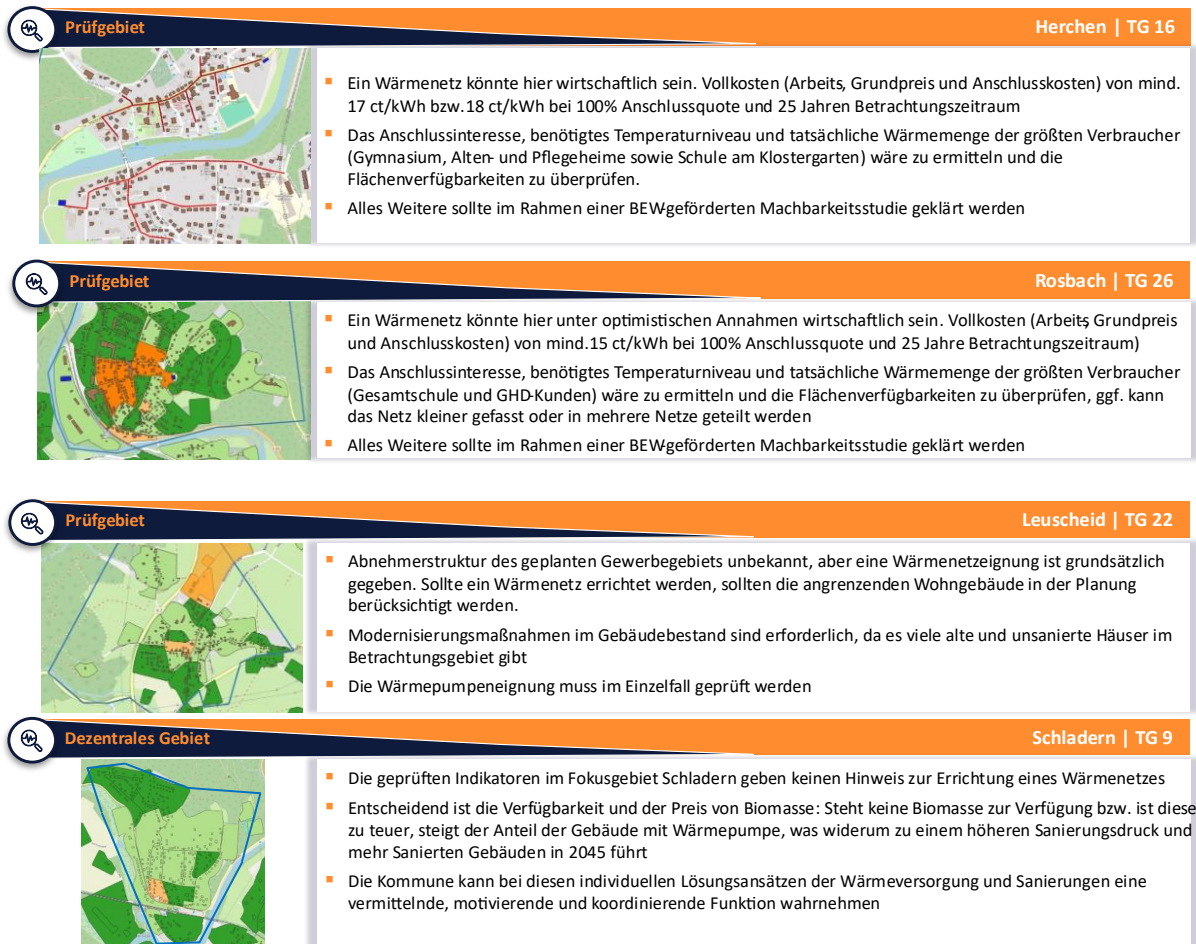 Prüfgebiet
Herchen | TG 16
Ein Wärmenetz könnte hier wirtschaftlich sein. Vollkosten (Arbeits, Grundpreis und Anschlusskosten) von mind.
17 ct/kWh bzw.18 ct/kWh bei 100% Anschlussquote und 25 Jahren Betrachtungszeitraum
Das Anschlussinteresse, benötigtes Temperaturniveau und tatsächliche Wärmemenge der größten Verbraucher
(Gymnasium, Alten- und Pflegeheime sowie Schule am Klostergarten) wäre zu ermitteln und die
Flächenverfügbarkeiten zu überprüfen.
Alles Weitere sollte im Rahmen einer BEW-geförderten Machbarkeitsstudie geklärt werden
Prüfgebiet
Rosbach | TG 26
Ein Wärmenetz könnte hier unter optimistischen Annahmen wirtschaftlich sein. Vollkosten (Arbeits, Grundpreis
und Anschlusskosten) von mind.15 ct/kWh bei 100% Anschlussquote und 25 Jahre Betrachtungszeitraum)
Das Anschlussinteresse, benötigtes Temperaturniveau und tatsächliche Wärmemenge der größten Verbraucher
(Gesamtschule und GHD-Kunden) wäre zu ermitteln und die Flächenverfügbarkeiten zu überprüfen, ggf. kann
das Netz kleiner gefasst oder in mehrere Netze geteilt werden
Alles Weitere sollte im Rahmen einer BEW-geförderten Machbarkeitsstudie geklärt werden
Prüfgebiet
Leuscheid | TG 22
Abnehmerstruktur des geplanten Gewerbegebiets unbekannt, aber eine Wärmenetzeignung ist grundsätzlich
gegeben. Sollte ein Wärmenetz errichtet werden, sollten die angrenzenden Wohngebäude in der Planung
berücksichtigt werden.
Modernisierungsmaßnahmen im Gebäudebestand sind erforderlich, da es viele alte und unsanierte Häuser im
Betrachtungsgebiet gibt
Die Wärmepumpeneignung muss im Einzelfall geprüft werden
Dezentrales Gebiet
Schladern | TG 9
Die geprüften Indikatoren im Fokusgebiet Schladern geben keinen Hinweis zur Errichtung eines Wärmenetzes
Entscheidend ist die Verfügbarkeit und der Preis von Biomasse: Steht keine Biomasse zur Verfügung bzw. ist diese
zu teuer, steigt der Anteil der Gebäude mit Wärmepumpe, was widerum zu einem höheren Sanierungsdruck und
mehr Sanierten Gebäuden in 2045 führt
Die Kommune kann bei diesen individuellen Lösungsansätzen der Wärmeversorgung und Sanierungen eine
vermittelnde, motivierende und koordinierende Funktion wahrnehmen